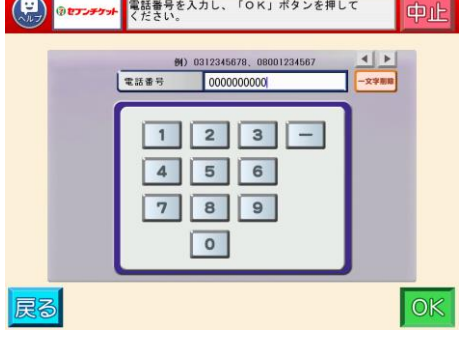 電話番号を入力し、「OK」ボタンを押して
ください。
ヘルプ
セブンチケット
中止
例）0312345678、08001234567
電話番号
0000000000
一文字削除
1 2 3 ー
4 5 6
7 8 9
0
戻る
OK